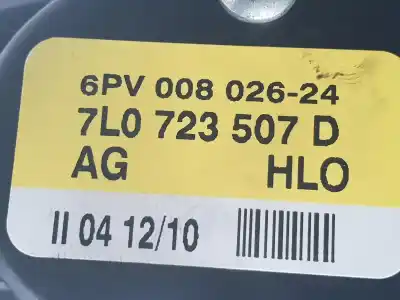 6PV 008 026-24
7L0 723 507 D
AG HLO
II 04 12/10